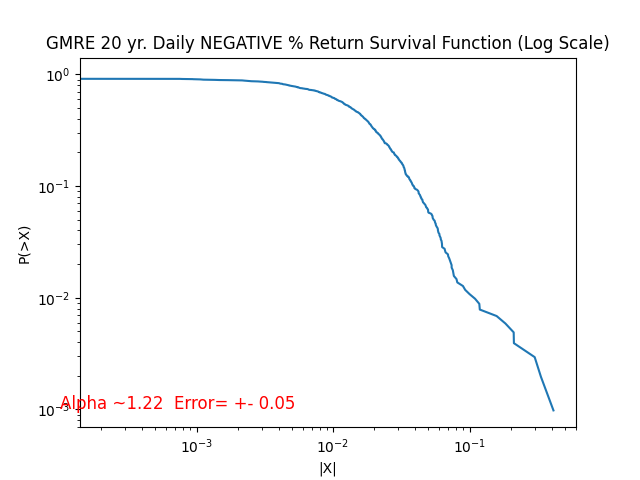 GMRE 20 yr. Daily NEGATIVE % Return Survival Function (Log Scale)
10^0
10^-1
10^-2
10^-3
P(>X)
Alpha ~1.22 Error= +- 0.05
10^-3
10^-2
10^-1
|X|